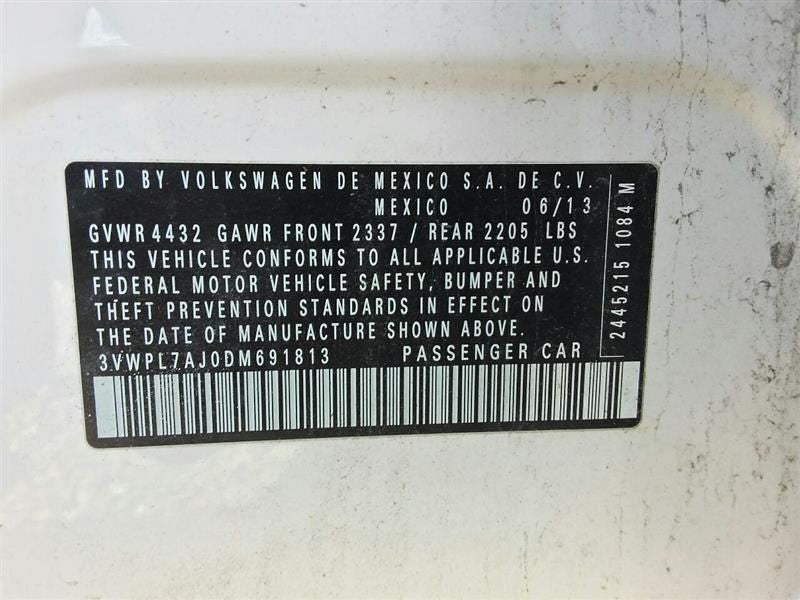 MFD BY VOLKSWAGEN DE MEXICO S.A. DE C.V.
MEXICO 06/13
GVWR 4432 GAWR FRONT 2337 / REAR 2205 LBS
THIS VEHICLE CONFORMS TO ALL APPLICABLE U.S.
FEDERAL MOTOR VEHICLE SAFETY, BUMPER AND
THEFT PREVENTION STANDARDS IN EFFECT ON
THE DATE OF MANUFACTURE SHOWN ABOVE.
3VWPL7AJ0DM691813 PASSENGER CAR
2445215 1084 M